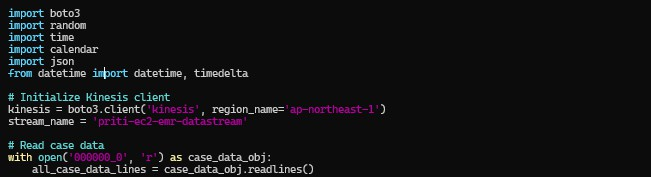 import boto3
import random
import time
import calendar
import json
from datetime import datetime, timedelta

# Initialize Kinesis client
kinesis = boto3.client('kinesis', region_name='ap-northeast-1')
stream_name = 'priti-ec2-emr-datastream'

# Read case data
with open('000000_0', 'r') as case_data_obj:
    all_case_data_lines = case_data_obj.readlines()